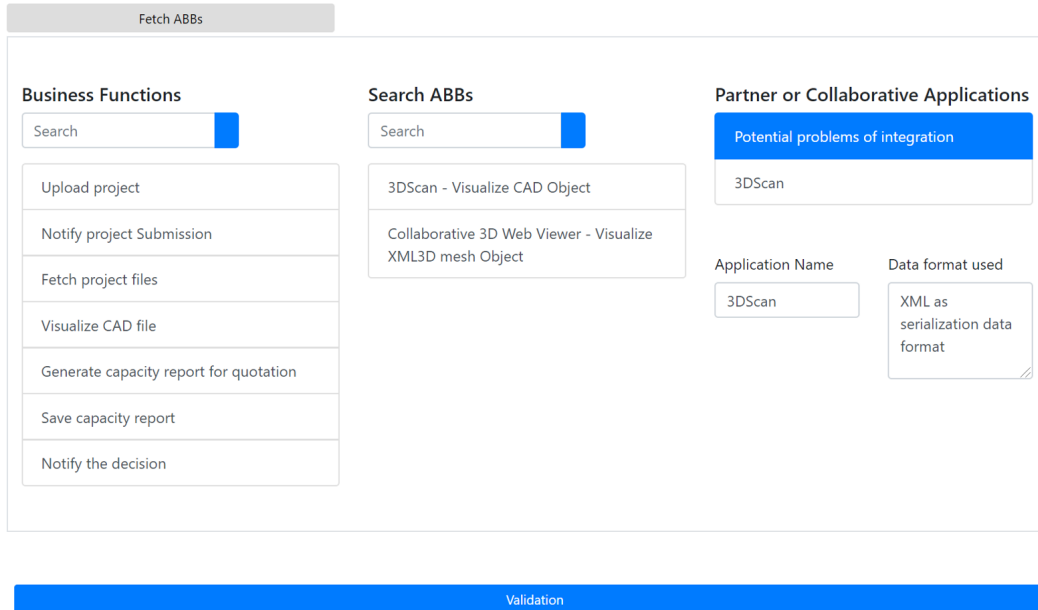 Fetch ABBs
Business Functions
Search
Upload project
Notify project Submission
Fetch project files
Visualize CAD file
Generate capacity report for quotation
Save capacity report
Notify the decision
Search ABBs
Search
3DScan - Visualize CAD Object
Collaborative 3D Web Viewer - Visualize
XML3D mesh Object
Partner or Collaborative Applications
Potential problems of integration
3DScan
Application Name
3DScan
Data format used
XML as
serialization data
format
Validation